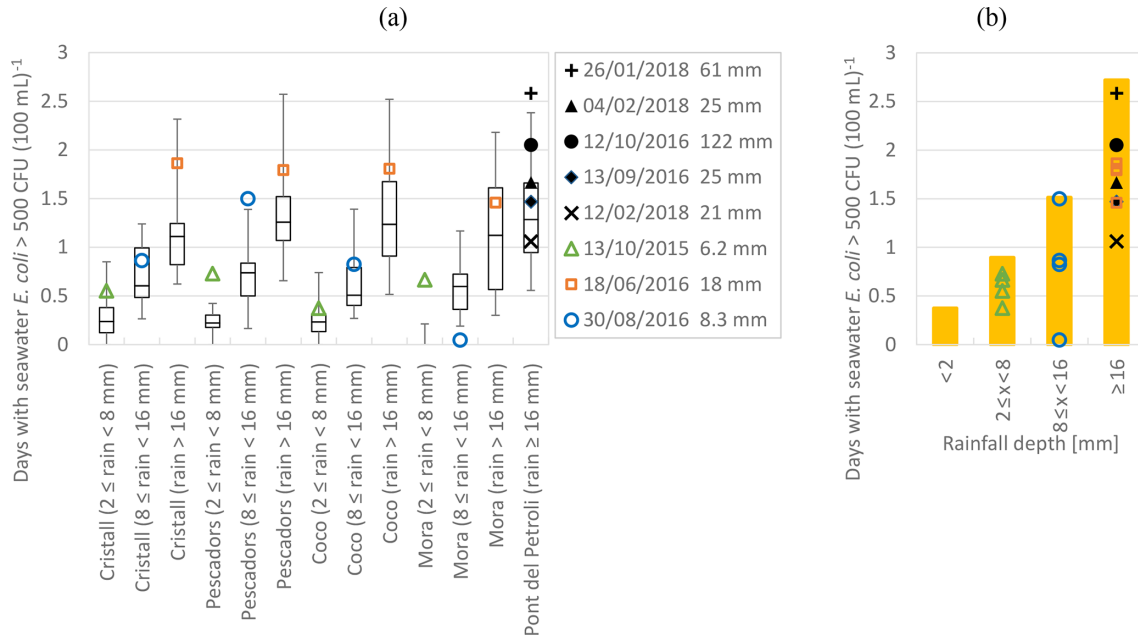 (a)
(b)
Days with seawater E. coli > 500 CFU (100 mL)-1
3
2.5
2
1.5
1
0.5
0
Cristall (2 ≤ rain < 8 mm)
Cristall (8 ≤ rain < 16 mm)
Cristall (rain > 16 mm)
Pescadors (2 ≤ rain < 8 mm)
Pescadors (8 ≤ rain < 16 mm)
Pescadors (rain > 16 mm)
Coco (2 ≤ rain < 8 mm)
Coco (8 ≤ rain < 16 mm)
Coco (rain > 16 mm)
Mora (2 ≤ rain < 8 mm)
Mora (8 ≤ rain < 16 mm)
Mora (rain > 16 mm)
Pont del Petroli (rain ≥ 16 mm)
26/01/2018 61 mm
04/02/2018 25 mm
12/10/2016 122 mm
13/09/2016 25 mm
12/02/2018 21 mm
13/10/2015 6.2 mm
18/06/2016 18 mm
30/08/2016 8.3 mm
Days with seawater E. coli > 500 CFU (100 mL)-1
3
2.5
2
1.5
1
0.5
0
<2
2≤x<8
8≤x<16
≥16
Rainfall depth [mm]